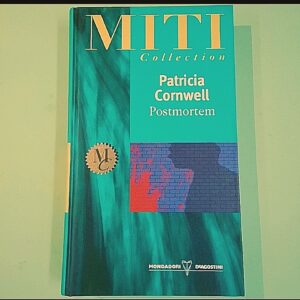 MITI
Collection
Patricia
Cornwell
Postmortem
M
C
MONDADORI DeAGOSTINI